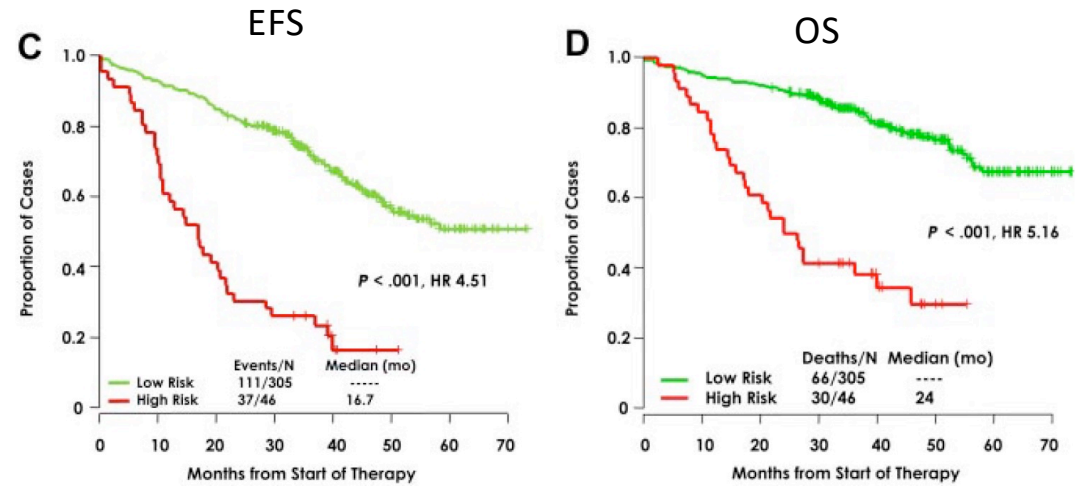 EFS
C
1.0
0.8
0.6
0.4
0.2
0
Proportion of Cases
P < .001, HR 4.51
Events/N Median (mo)
Low Risk 111/305 -----
High Risk 37/46 16.7
0 10 20 30 40 50 60 70
Months from Start of Therapy
OS
D
1.0
0.8
0.6
0.4
0.2
0
Proportion of Cases
P < .001, HR 5.16
Deaths/N Median (mo)
Low Risk 66/305 ----
High Risk 30/46 24
0 10 20 30 40 50 60 70
Months from Start of Therapy